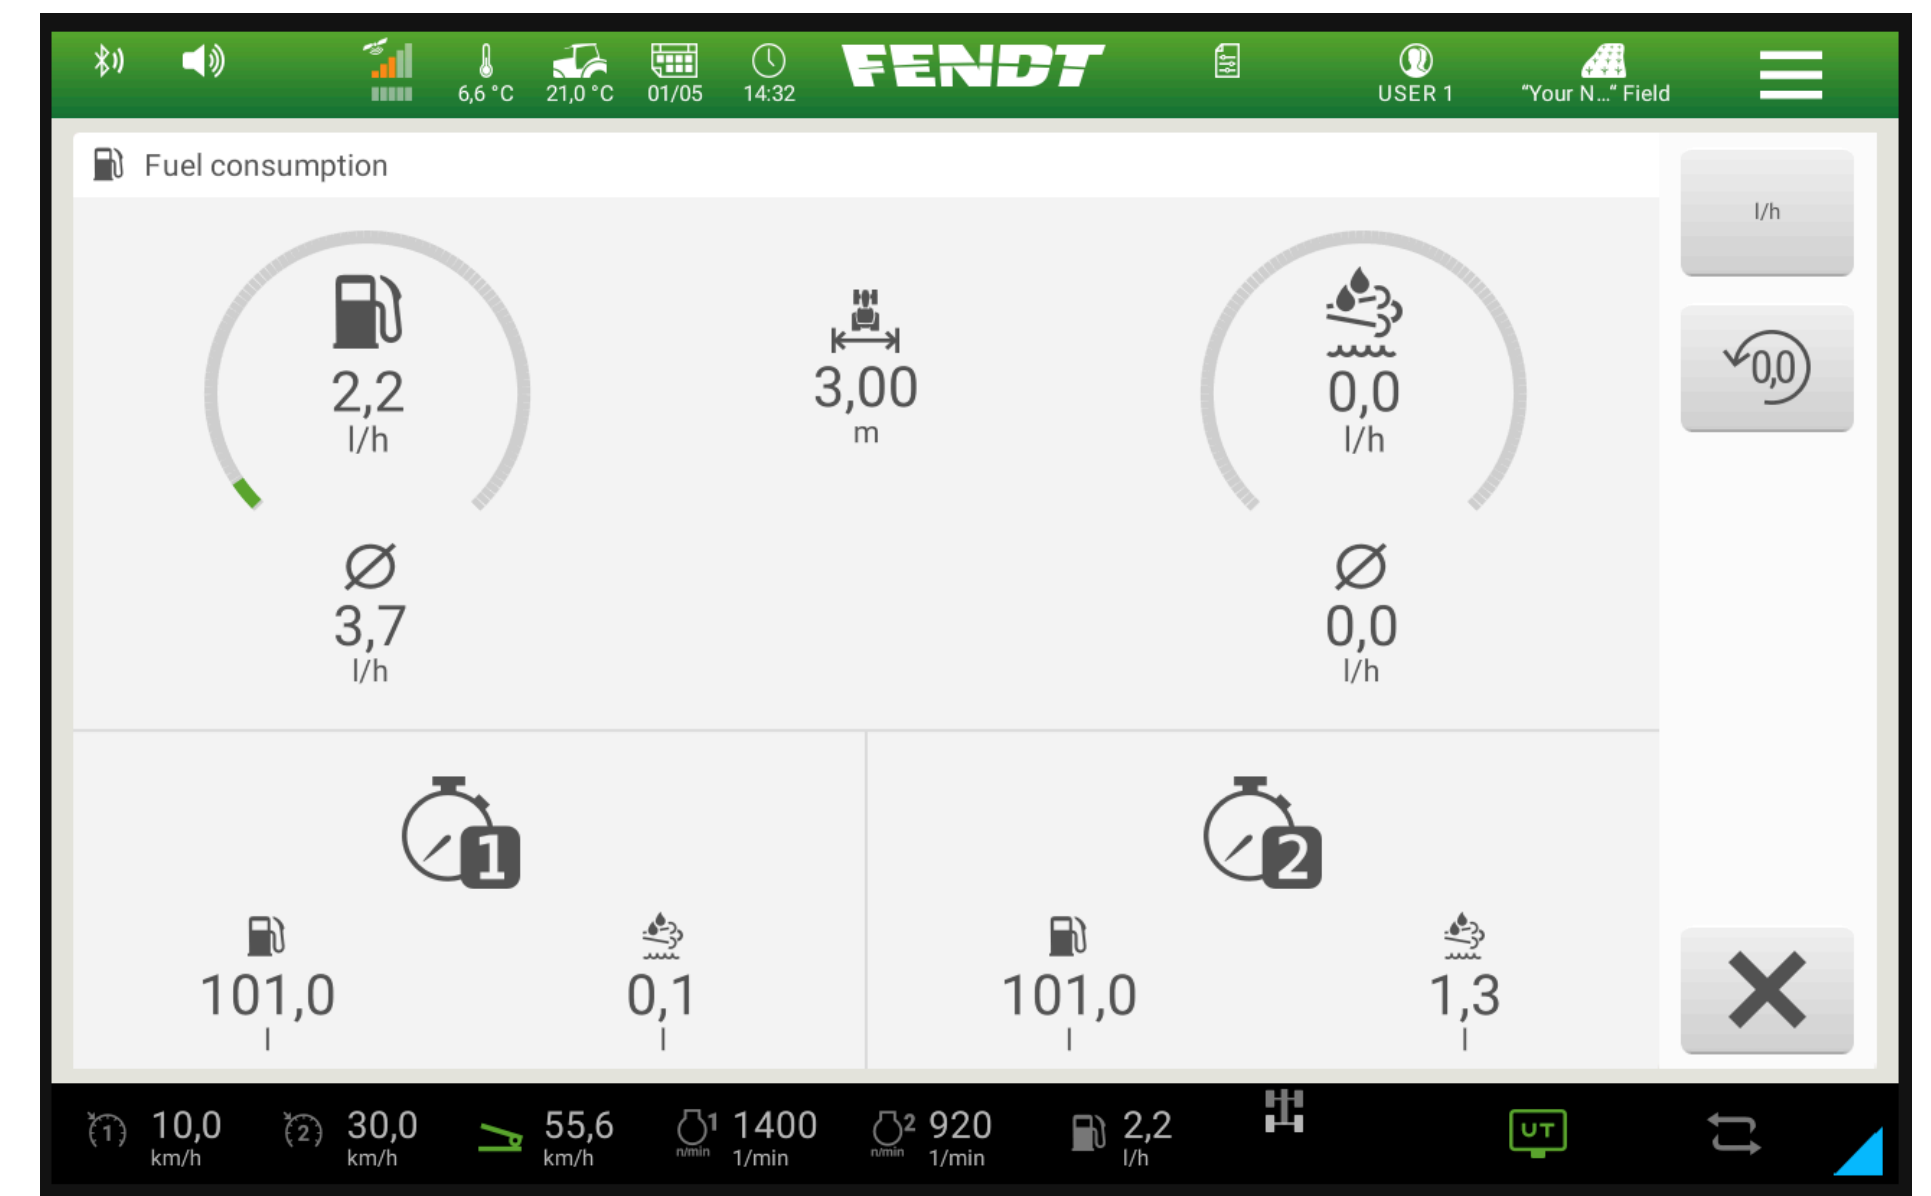 FENDT
6,6 °C
21,0 °C
01/05
14:32
USER 1
"Your N…" Field
Fuel consumption
l/h
2,2
l/h
3,00
m
0,0
l/h
0,0
3,7
l/h
0,0
l/h
1
2
101,0
l
0,1
l
101,0
l
1,3
l
1
10,0
km/h
2
30,0
km/h
55,6
km/h
1
n/min
1400
1/min
2
n/min
920
1/min
2,2
l/h
UT